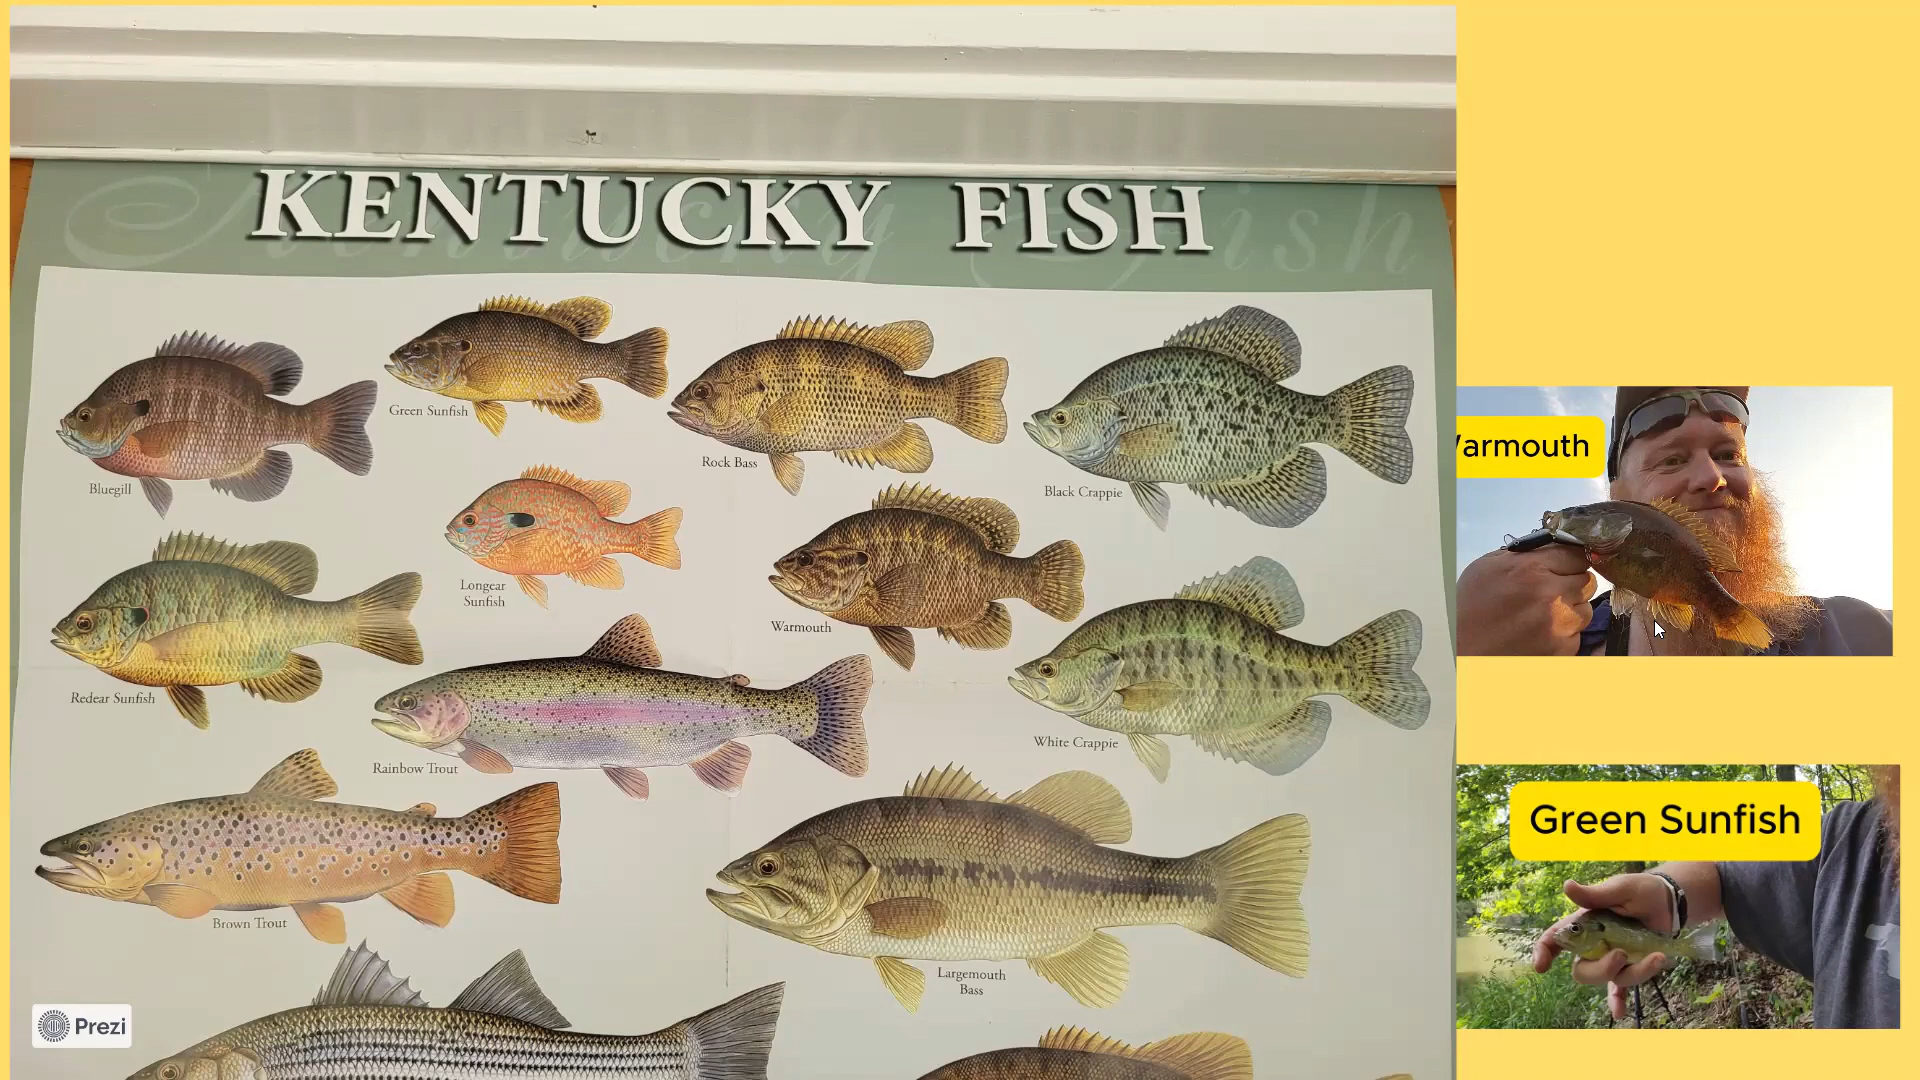 KENTUCKY FISH
Bluegill
Green Sunfish
Rock Bass
Black Crappie
Longear
Sunfish
Warmouth
Redear Sunfish
Rainbow Trout
White Crappie
Brown Trout
Largemouth
Bass
armouth
Green Sunfish
Prezi